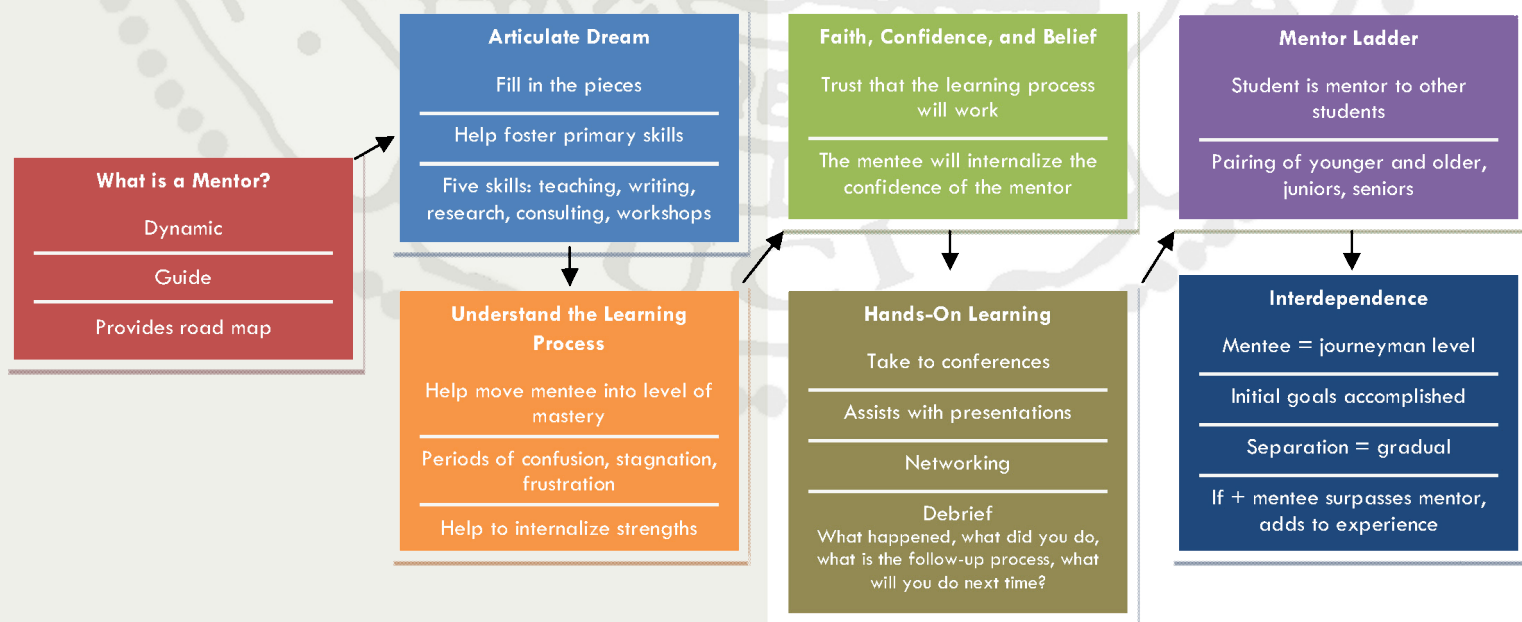 What is a Mentor?
Dynamic
Guide
Provides road map
Articulate Dream
Fill in the pieces
Help foster primary skills
Five skills: teaching, writing,
research, consulting, workshops
Understand the Learning
Process
Help move mentee into level of
mastery
Periods of confusion, stagnation,
frustration
Help to internalize strengths
Faith, Confidence, and Belief
Trust that the learning process
will work
The mentee will internalize the
confidence of the mentor
Hands-On Learning
Take to conferences
Assists with presentations
Networking
Debrief
What happened, what did you do,
what is the follow-up process, what
will you do next time?
Mentor Ladder
Student is mentor to other
students
Pairing of younger and older,
juniors, seniors
Interdependence
Mentee = journeyman level
Initial goals accomplished
Separation = gradual
If + mentee surpasses mentor,
adds to experience
UCI